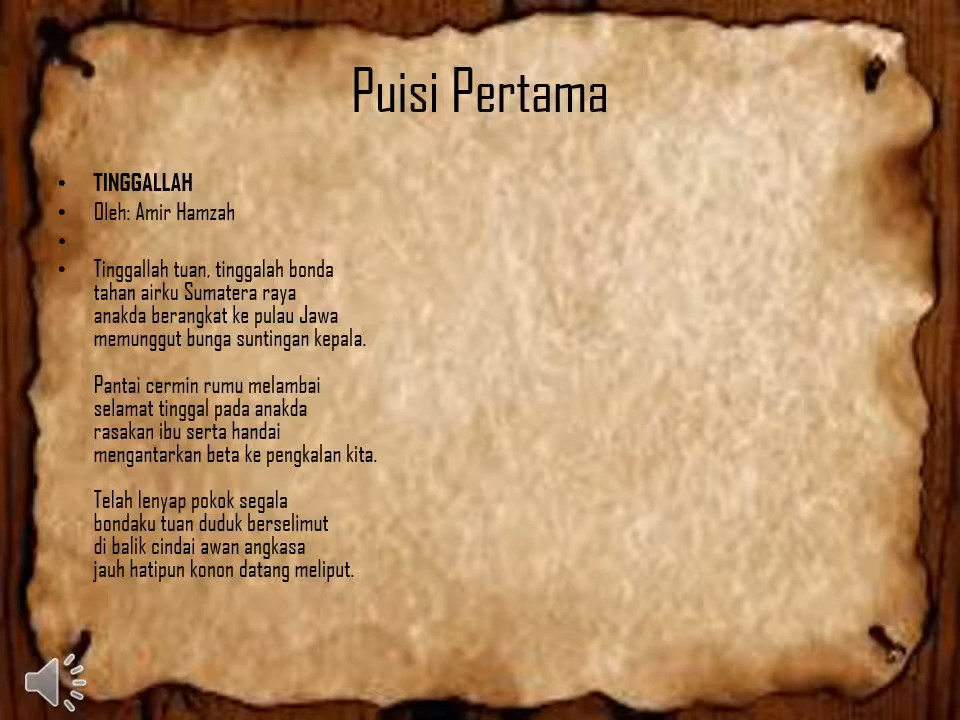 Puisi Pertama
• TINGGALLAH
• Oleh: Amir Hamzah
•
• Tinggallah tuan, tinggalah bonda
tahan airku Sumatera raya
anakda berangkat ke pulau Jawa
memunggut bunga suntingan kepala.
Pantai cermin rumu melambai
selamat tinggal pada anakda
rasakan ibu serta handai
mengantarkan beta ke pengkalan kita.
Telah lenyap pokok segala
bondaku tuan duduk berselimut
di balik cindai awan angkasa
jauh hatipun konon datang meliput.